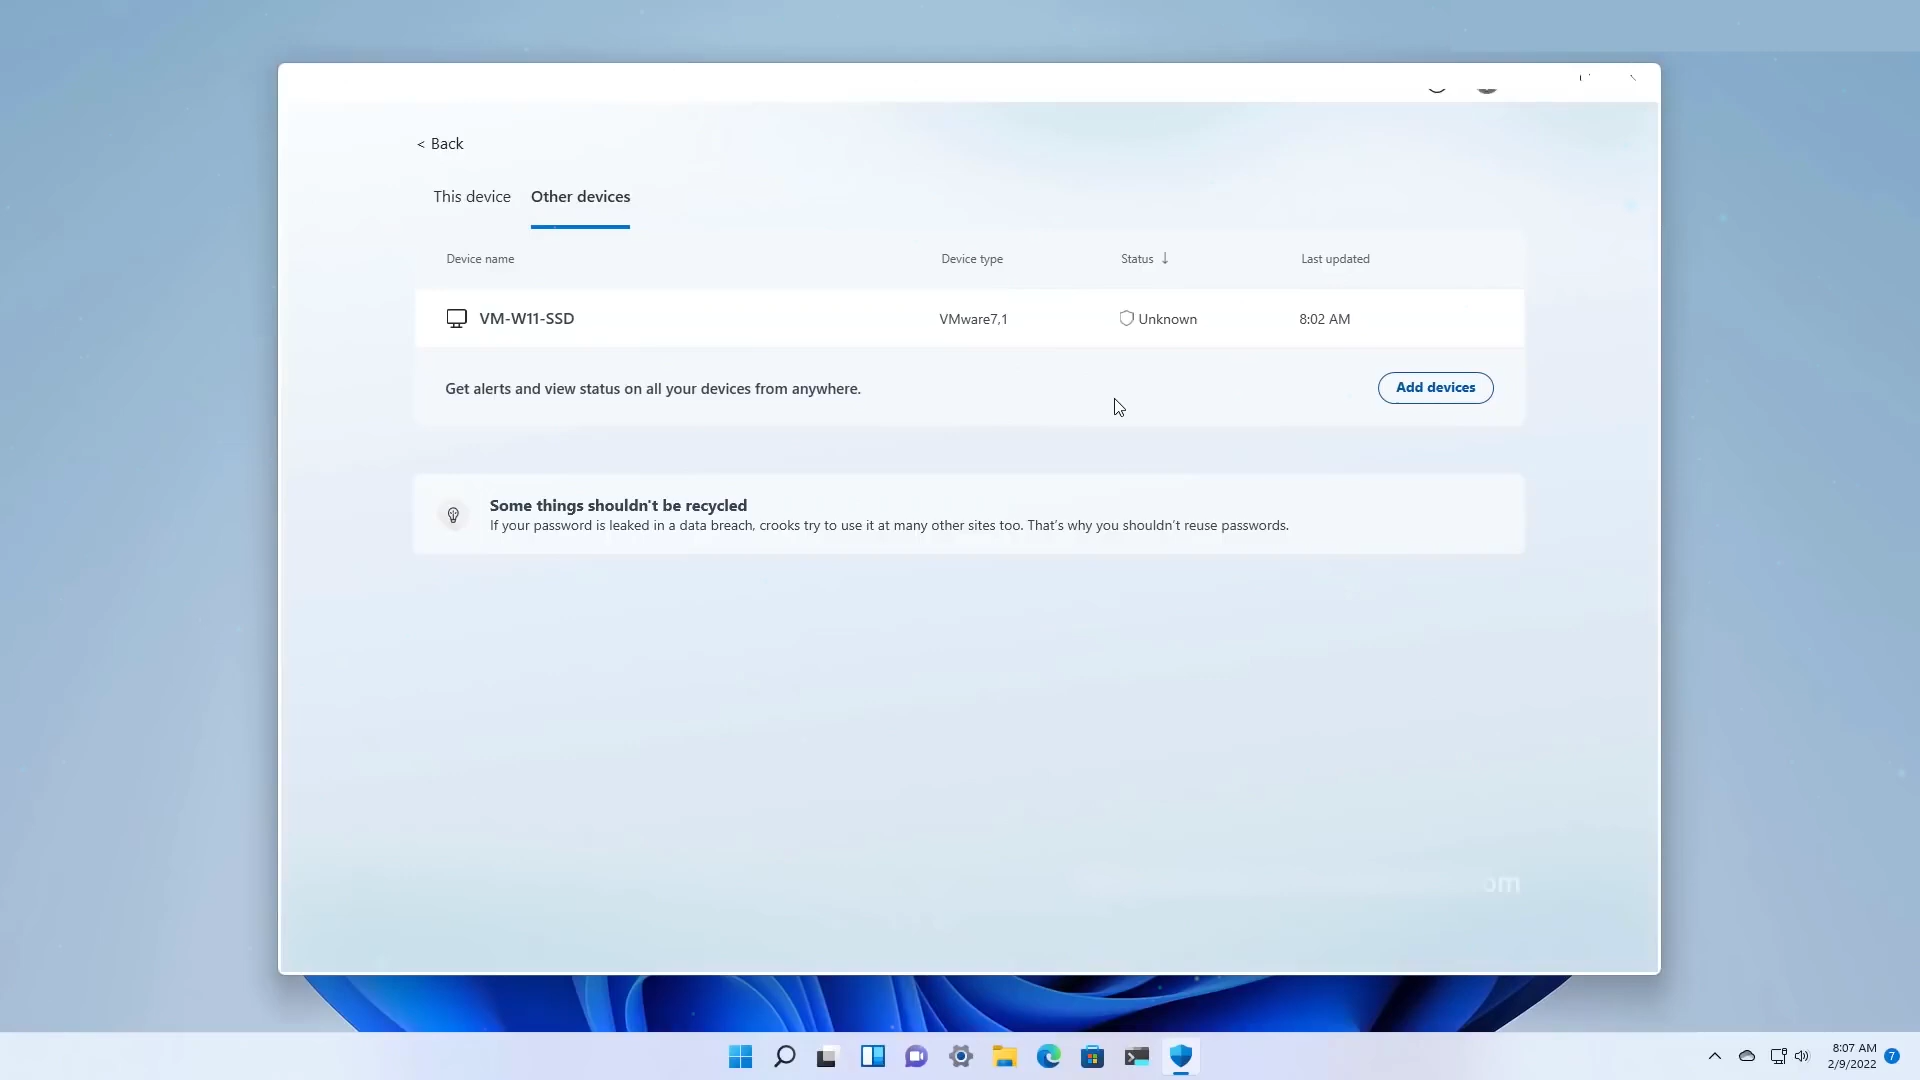 < Back
This device Other devices
Device name Device type Status ↓ Last updated
VM-W11-SSD VMware7,1 Unknown 8:02 AM
Get alerts and view status on all your devices from anywhere. Add devices
Some things shouldn't be recycled
If your password is leaked in a data breach, crooks try to use it at many other sites too. That's why you shouldn't reuse passwords.
om
8:07 AM
2/9/2022 7